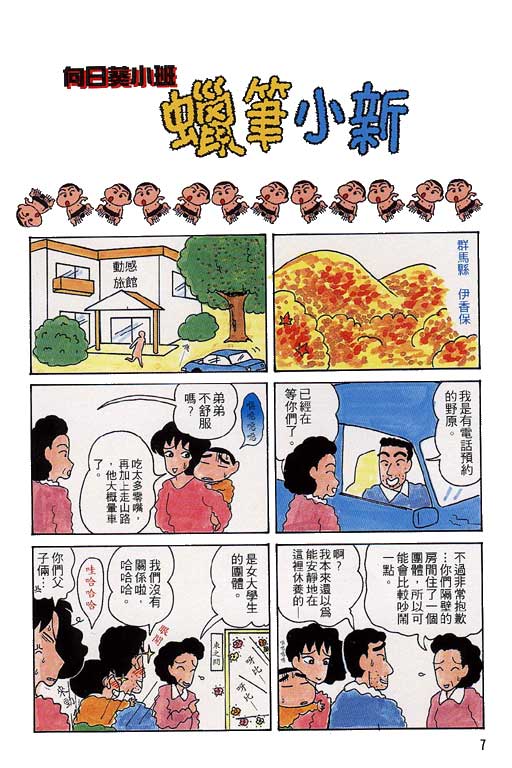 向日葵小班
蠟筆小新
群馬縣 伊香保
動感
旅館
我是有電話預約
的野原。
已經在
等你們了。
弟弟
不舒服
嗎？
吃太多零嘴，
再加上走山路
，他大概暈車
了。
不過非常抱歉
…你們隔壁的
房間住了一個
團體，所以可
能會比較吵鬧
一點。
啊？
我本來還以為
能安靜地在
這裡休養的—
是女大學生
的團體。
我們沒有
關係啦，
哈哈哈。
哇哈哈哈
你們父
子倆…
7